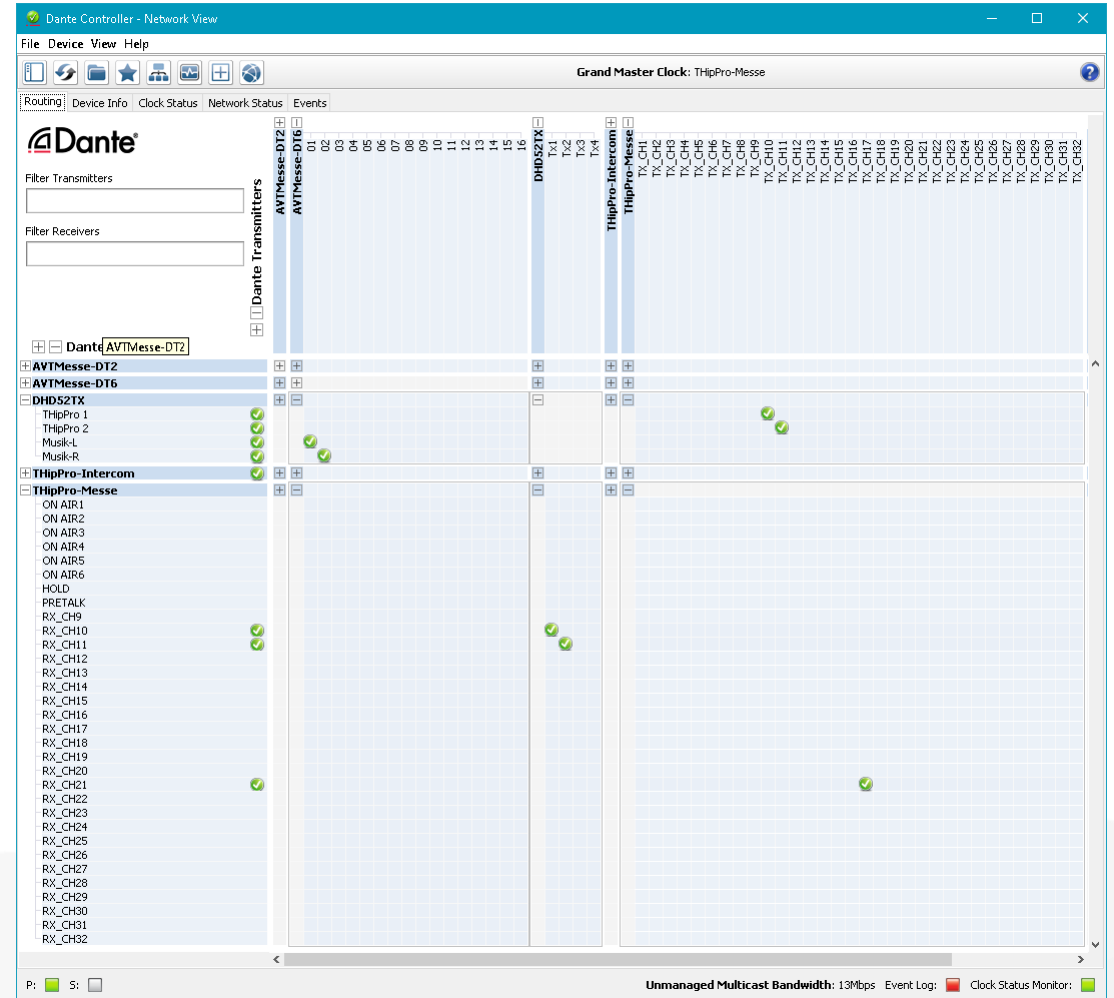 Dante Controller - Network View
File Device View Help
Grand Master Clock: THipPro-Messe
Routing Device Info Clock Status Network Status Events
Dante®
Filter Transmitters
Filter Receivers
Dante Transmitters
AVTMesse-DT2
AVTMesse-DT6
01
02
03
04
05
06
07
08
09
10
11
12
13
14
15
16
DHD52TX
Tx1
Tx2
Tx3
Tx4
THipPro-Intercom
THipPro-Messe
TX_CH1
TX_CH2
TX_CH3
TX_CH4
TX_CH5
TX_CH6
TX_CH7
TX_CH8
TX_CH9
TX_CH10
TX_CH11
TX_CH12
TX_CH13
TX_CH14
TX_CH15
TX_CH16
TX_CH17
TX_CH18
TX_CH19
TX_CH20
TX_CH21
TX_CH22
TX_CH23
TX_CH24
TX_CH25
TX_CH26
TX_CH27
TX_CH28
TX_CH29
TX_CH30
TX_CH31
TX_CH32
Dante AVTMesse-DT2
AVTMesse-DT2
AVTMesse-DT6
DHD52TX
THipPro 1
THipPro 2
Musik-L
Musik-R
THipPro-Intercom
THipPro-Messe
ON AIR1
ON AIR2
ON AIR3
ON AIR4
ON AIR5
ON AIR6
HOLD
PRETALK
RX_CH9
RX_CH10
RX_CH11
RX_CH12
RX_CH13
RX_CH14
RX_CH15
RX_CH16
RX_CH17
RX_CH18
RX_CH19
RX_CH20
RX_CH21
RX_CH22
RX_CH23
RX_CH24
RX_CH25
RX_CH26
RX_CH27
RX_CH28
RX_CH29
RX_CH30
RX_CH31
RX_CH32
P: S: Unmanaged Multicast Bandwidth: 13Mbps Event Log: Clock Status Monitor: